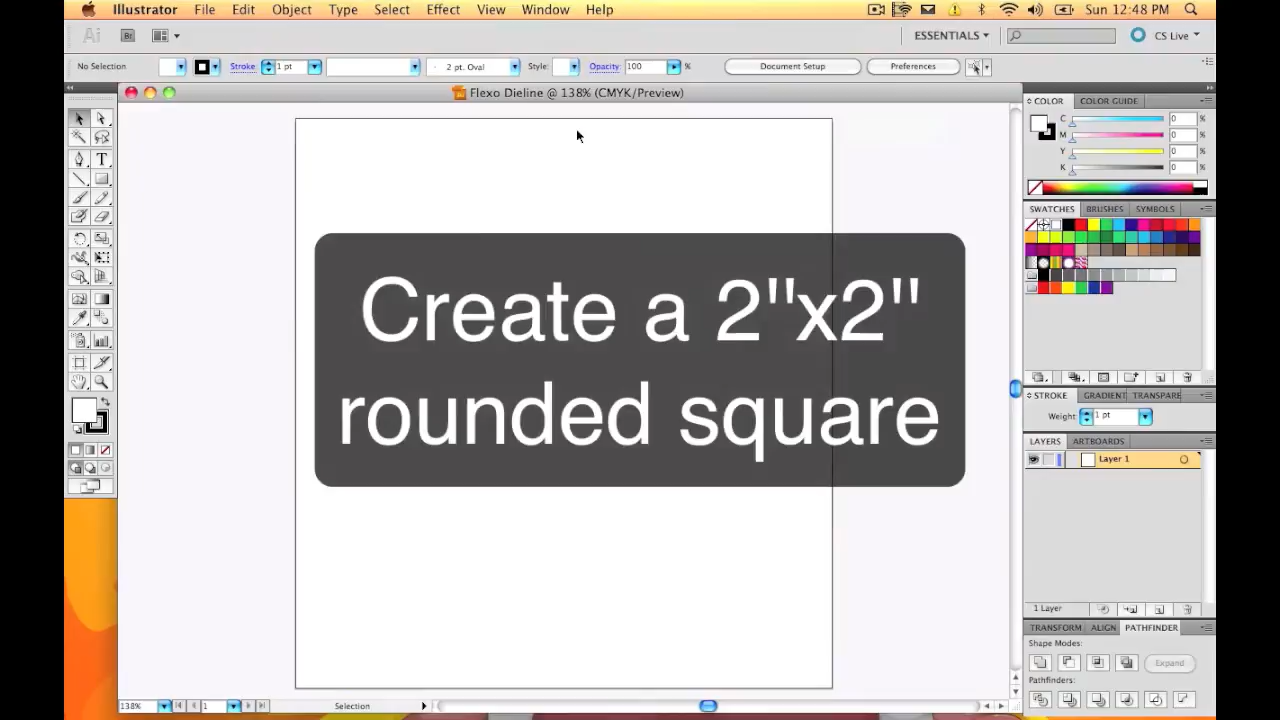 Illustrator File Edit Object Type Select Effect View Window Help Sun 12:48 PM
Ai Br ESSENTIALS CS Live
No Selection Stroke: 1 pt 2 pt. Oval Style: Opacity: 100 % Document Setup Preferences
Flexo Dieline @ 138% (CMYK/Preview)
COLOR COLOR GUIDE
C 0 %
M 0 %
Y 0 %
K 0 %
SWATCHES BRUSHES SYMBOLS
Create a 2"x2"
rounded square
STROKE GRADIENT TRANSPARE
Weight: 1 pt
LAYERS ARTBOARDS
Layer 1
1 Layer
TRANSFORM ALIGN PATHFINDER
Shape Modes:
Expand
Pathfinders:
138% 1 Selection